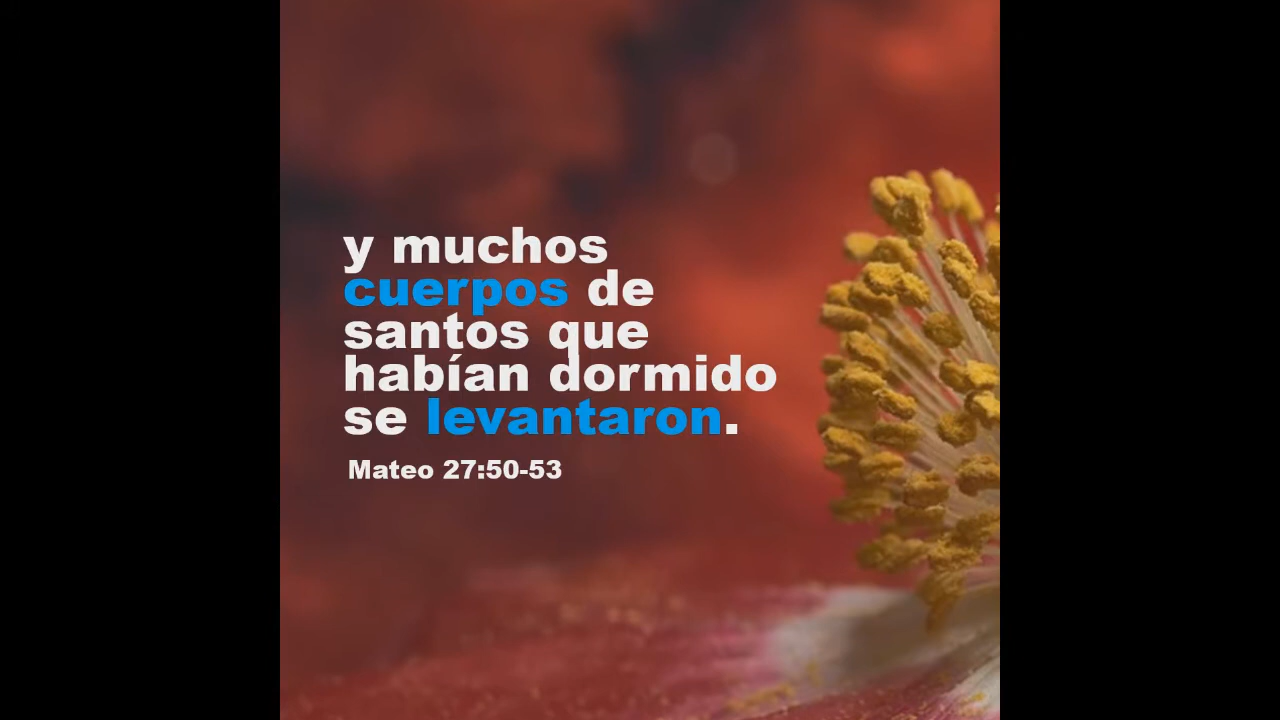 y muchos
cuerpos de
santos que
habían dormido
se levantaron.
Mateo 27:50-53